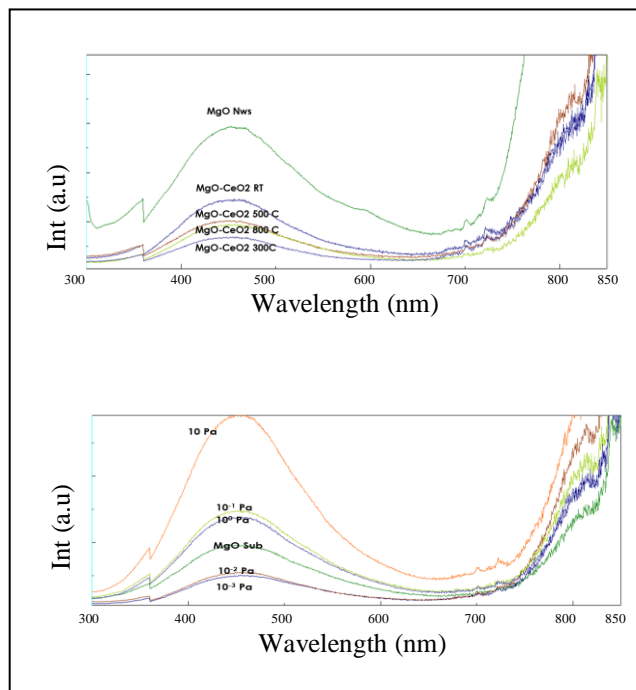 MgO Nws
MgO-CeO2 RT
MgO-CeO2 500 C
MgO-CeO2 800 C
MgO-CeO2 300C
Int (a.u)
300 400 500 600 700 800 850
Wavelength (nm)
10 Pa
10⁻¹ Pa
10⁰ Pa
MgO Sub
10⁻² Pa
10⁻³ Pa
Int (a.u)
300 400 500 600 700 800 850
Wavelength (nm)